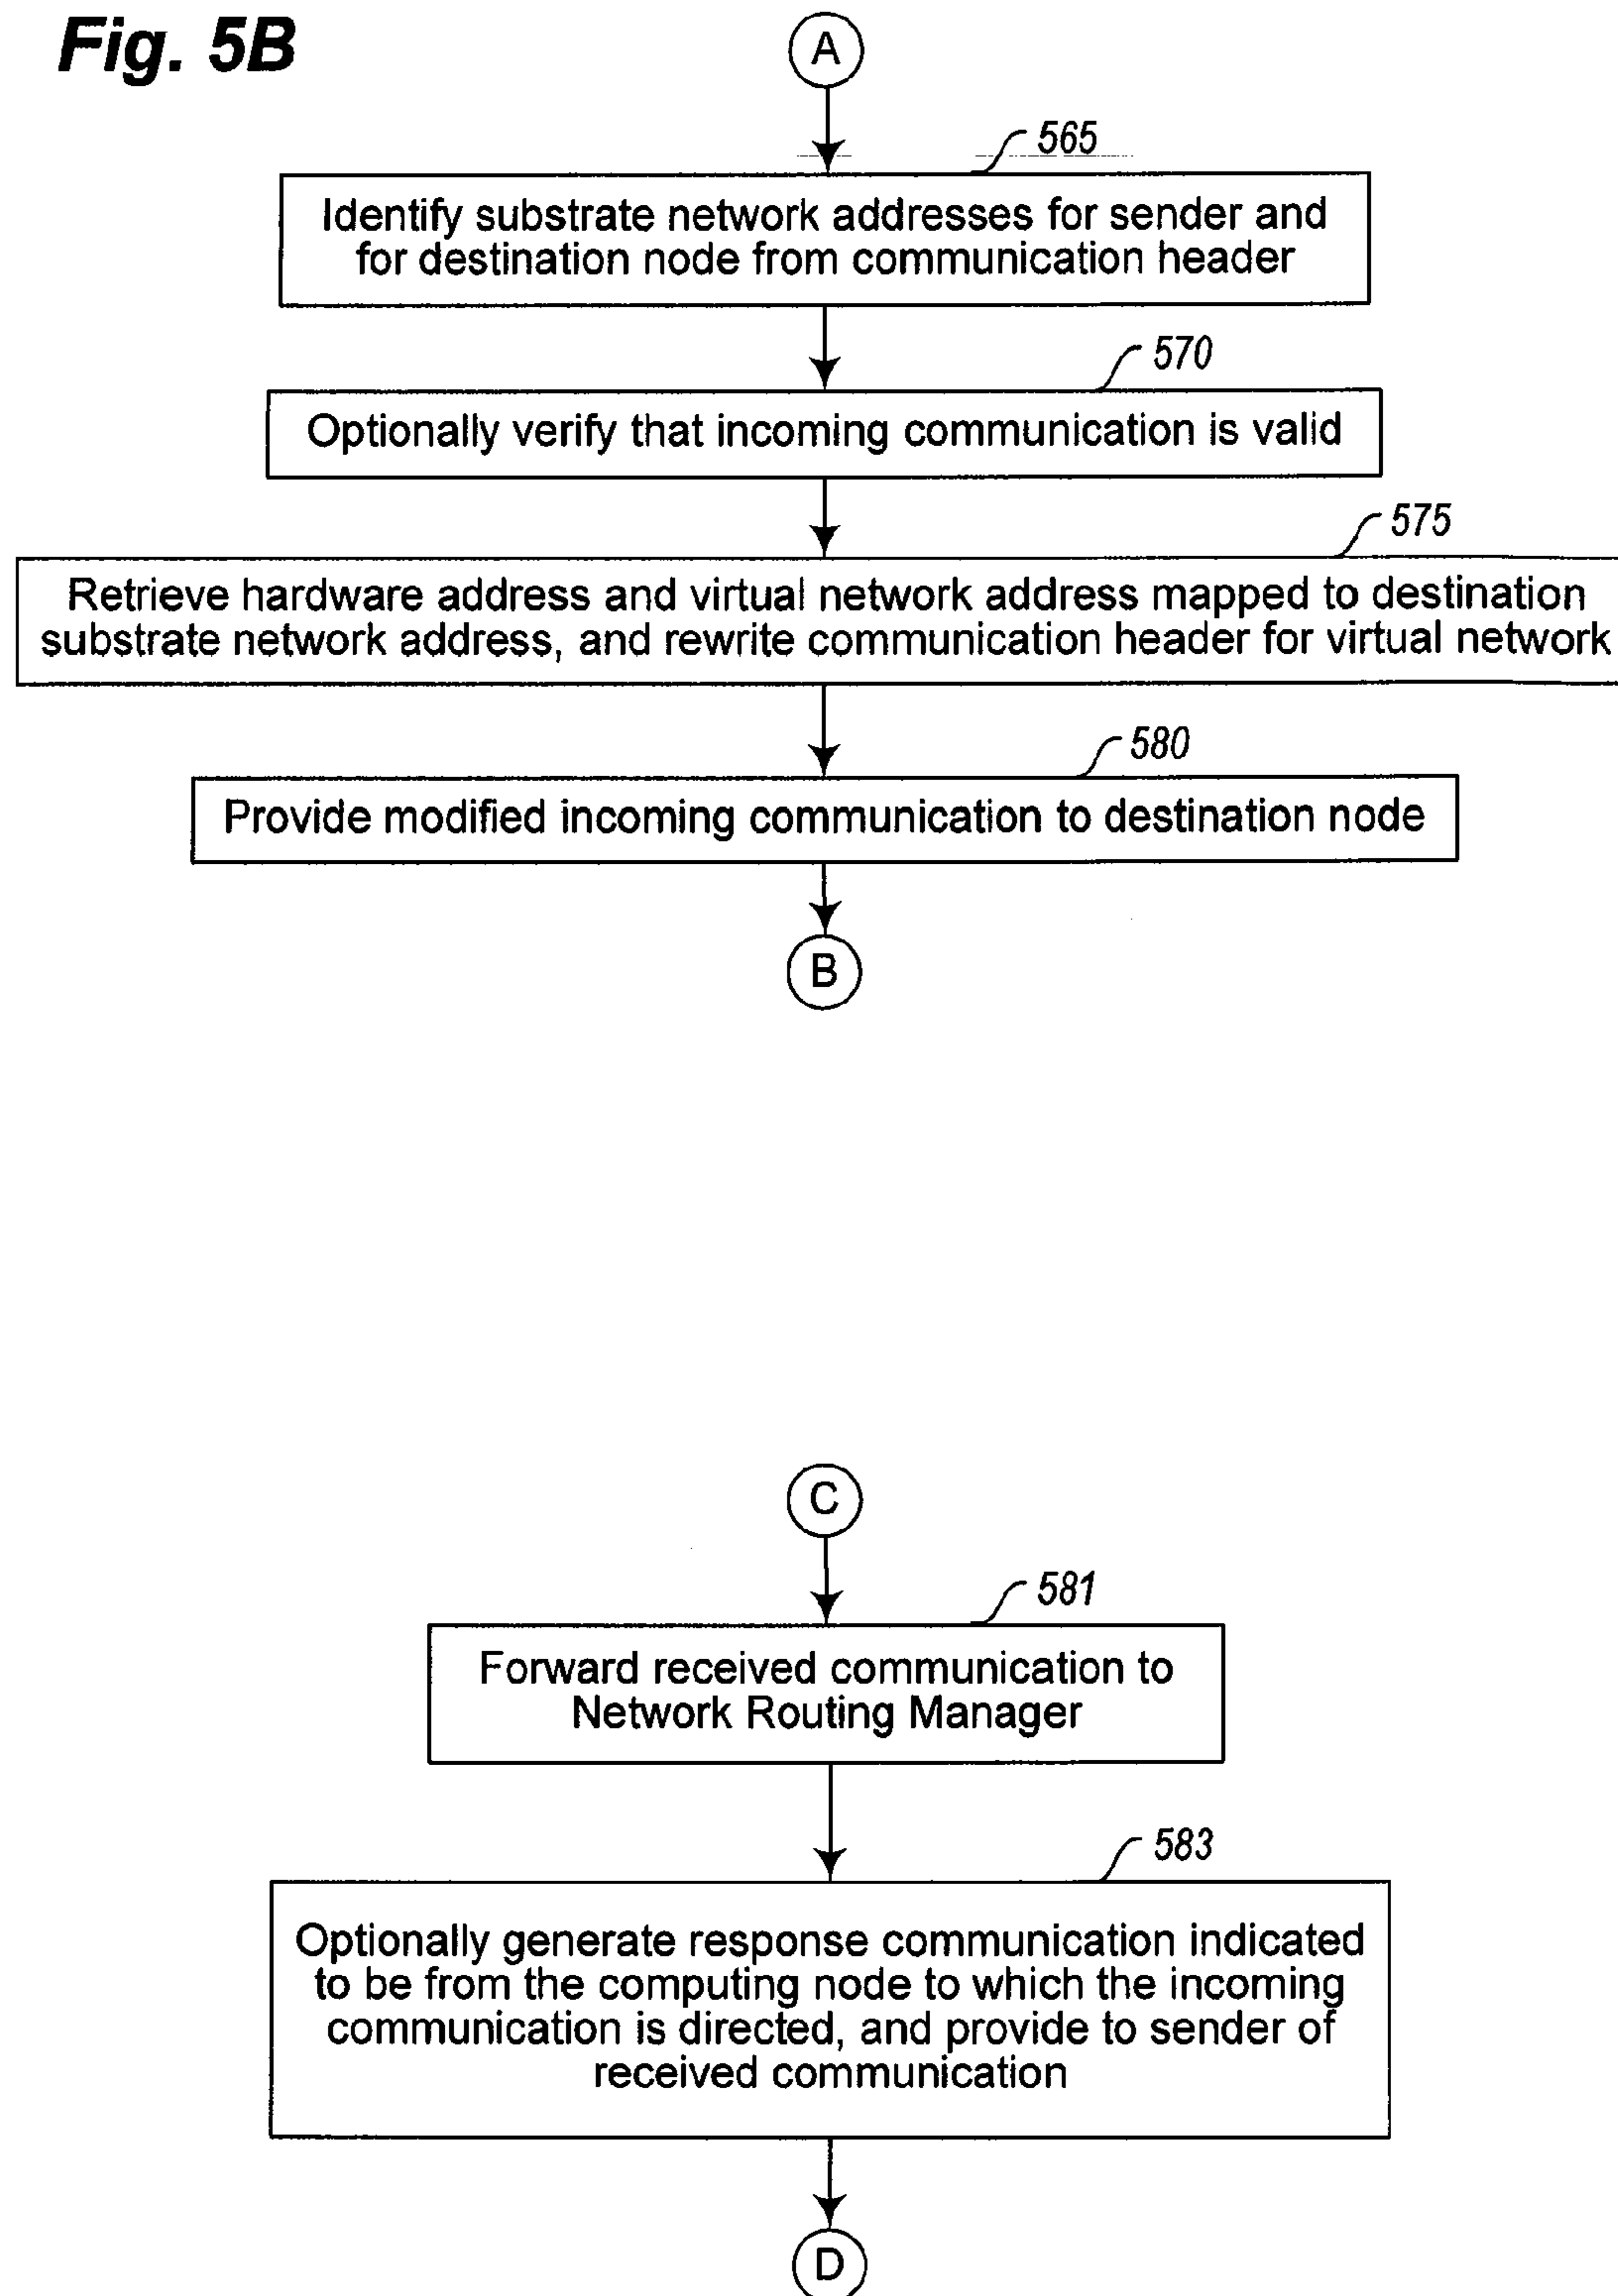 Fig. 5B
A
565
Identify substrate network addresses for sender and
for destination node from communication header
570
Optionally verify that incoming communication is valid
575
Retrieve hardware address and virtual network address mapped to destination
substrate network address, and rewrite communication header for virtual network
580
Provide modified incoming communication to destination node
B
C
581
Forward received communication to
Network Routing Manager
583
Optionally generate response communication indicated
to be from the computing node to which the incoming
communication is directed, and provide to sender of
received communication
D